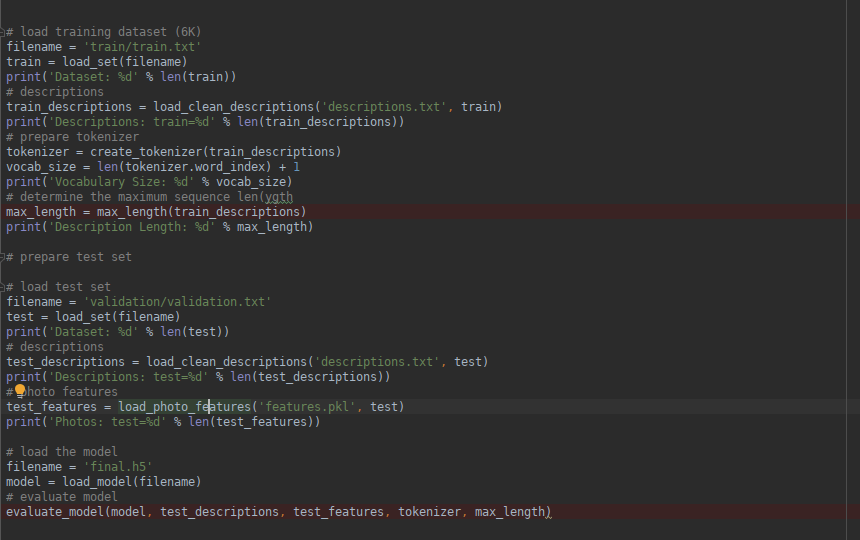 # load training dataset (6K)
filename = 'train/train.txt'
train = load_set(filename)
print('Dataset: %d' % len(train))
# descriptions
train_descriptions = load_clean_descriptions('descriptions.txt', train)
print('Descriptions: train=%d' % len(train_descriptions))
# prepare tokenizer
tokenizer = create_tokenizer(train_descriptions)
vocab_size = len(tokenizer.word_index) + 1
print('Vocabulary Size: %d' % vocab_size)
# determine the maximum sequence len(ygth
max_length = max_length(train_descriptions)
print('Description Length: %d' % max_length)
# prepare test set
# load test set
filename = 'validation/validation.txt'
test = load_set(filename)
print('Dataset: %d' % len(test))
# descriptions
test_descriptions = load_clean_descriptions('descriptions.txt', test)
print('Descriptions: test=%d' % len(test_descriptions))
# photo features
test_features = load_photo_features('features.pkl', test)
print('Photos: test=%d' % len(test_features))
# load the model
filename = 'final.h5'
model = load_model(filename)
# evaluate model
evaluate_model(model, test_descriptions, test_features, tokenizer, max_length)